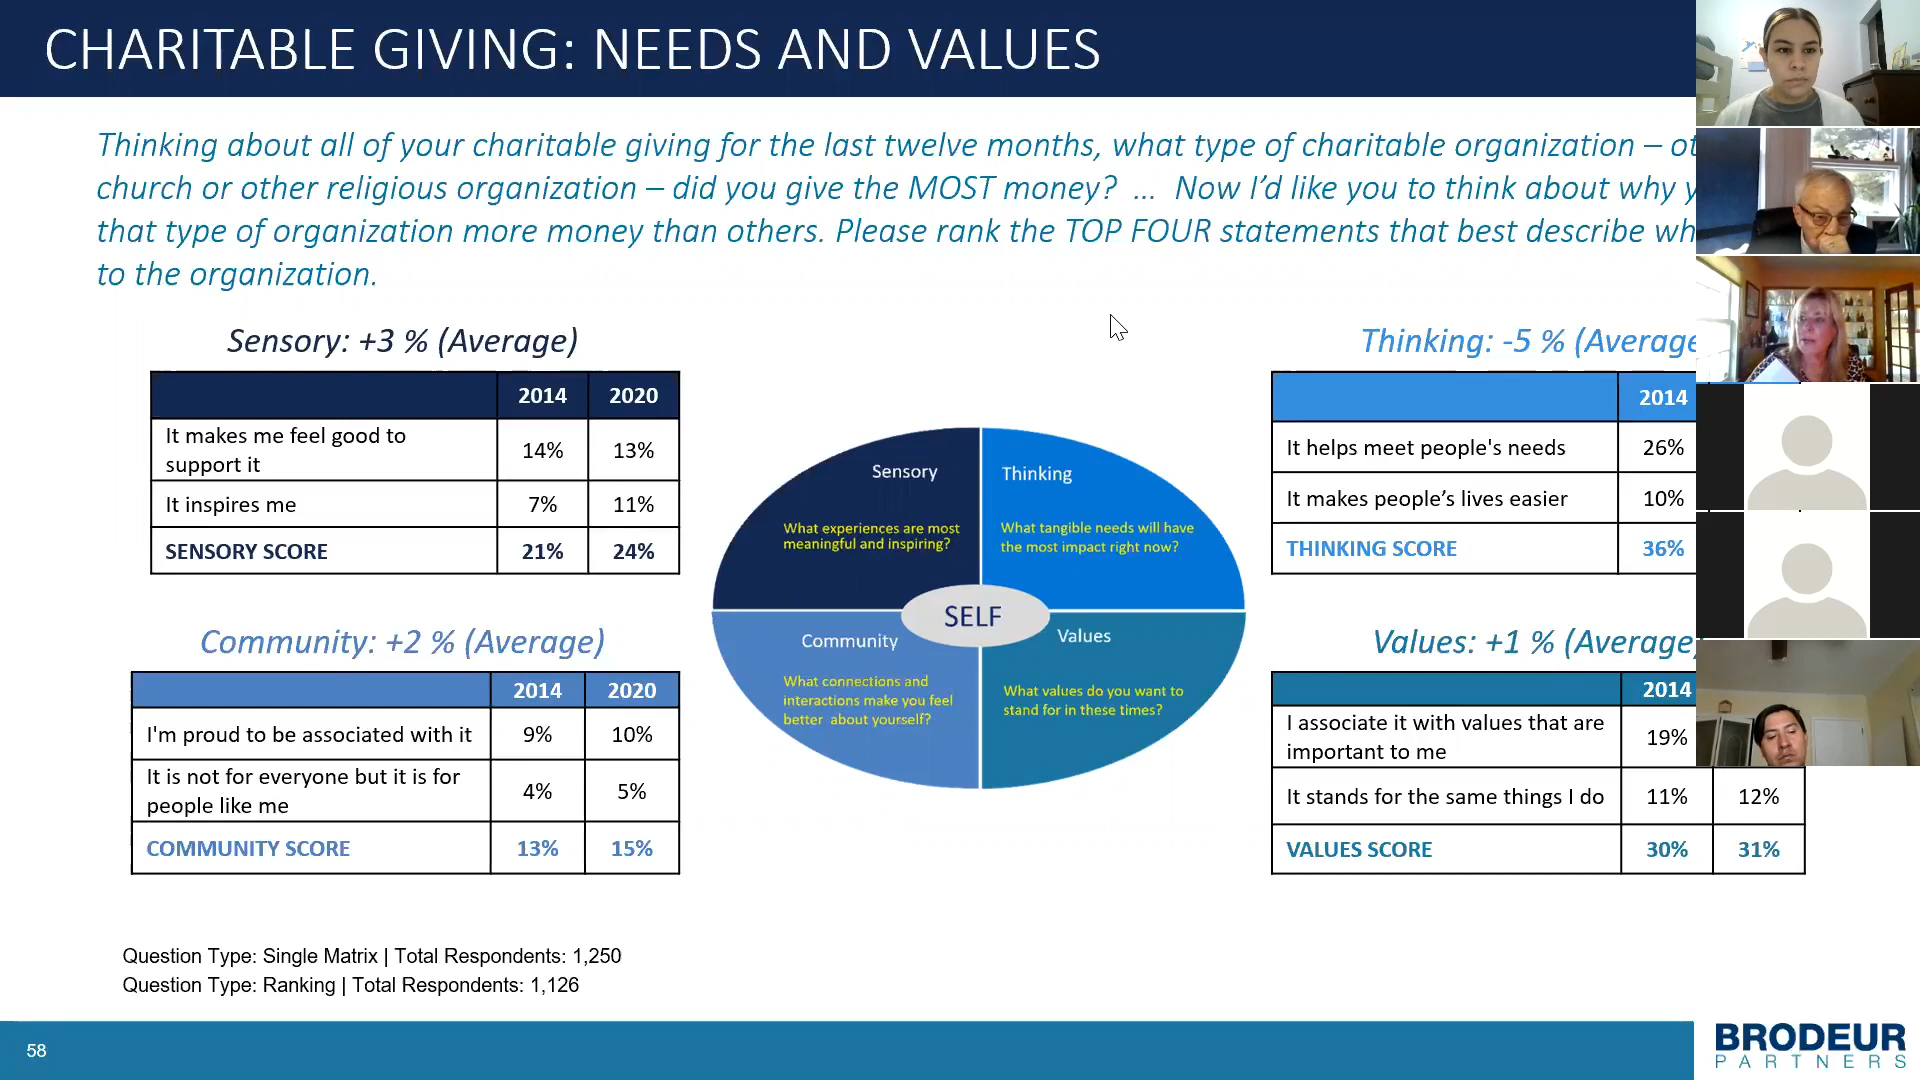 CHARITABLE GIVING: NEEDS AND VALUES
Thinking about all of your charitable giving for the last twelve months, what type of charitable organization –
church or other religious organization – did you give the MOST money? … Now I’d like you to think about why
that type of organization more money than others. Please rank the TOP FOUR statements that best describe
to the organization.
Sensory: +3 % (Average)
2014 2020
It makes me feel good to
support it
14% 13%
It inspires me 7% 11%
SENSORY SCORE 21% 24%
Community: +2 % (Average)
2014 2020
I'm proud to be associated with it 9% 10%
It is not for everyone but it is for
people like me
4% 5%
COMMUNITY SCORE 13% 15%
Sensory
What experiences are most
meaningful and inspiring?
Thinking
What tangible needs will have
the most impact right now?
SELF
Community
What connections and
interactions make you feel
better about yourself?
Values
What values do you want to
stand for in these times?
Thinking: -5 % (Average
2014
It helps meet people's needs 26%
It makes people’s lives easier 10%
THINKING SCORE 36%
Values: +1 % (Average)
2014
I associate it with values that are
important to me
19%
It stands for the same things I do 11% 12%
VALUES SCORE 30% 31%
Question Type: Single Matrix | Total Respondents: 1,250
Question Type: Ranking | Total Respondents: 1,126
58
BRODEUR
PARTNERS